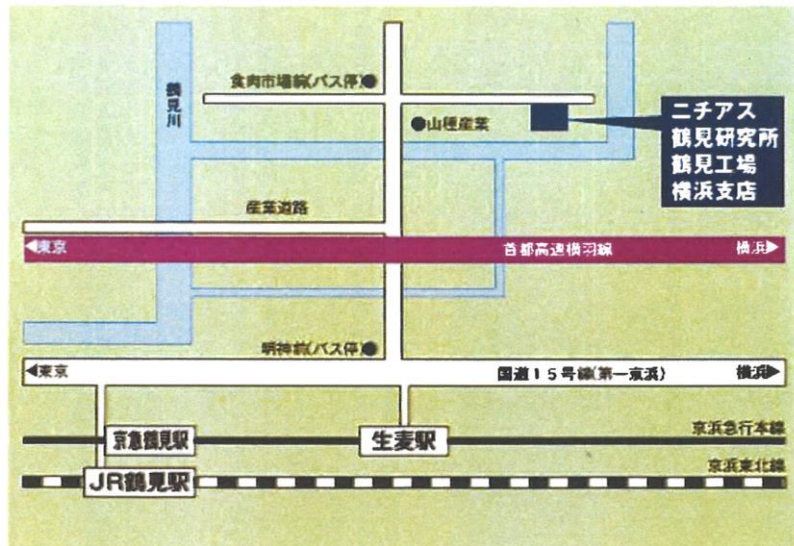 鶴見川
食肉市場前(バス停)●
●山種産業
ニチアス
鶴見研究所
鶴見工場
横浜支店
産業道路
◀東京
首都高速横羽線
横浜▶
明神前(バス停)●
◀東京
国道15号線(第一京浜)
横浜▶
京急鶴見駅
生麦駅
京浜急行本線
JR鶴見駅
京浜東北線